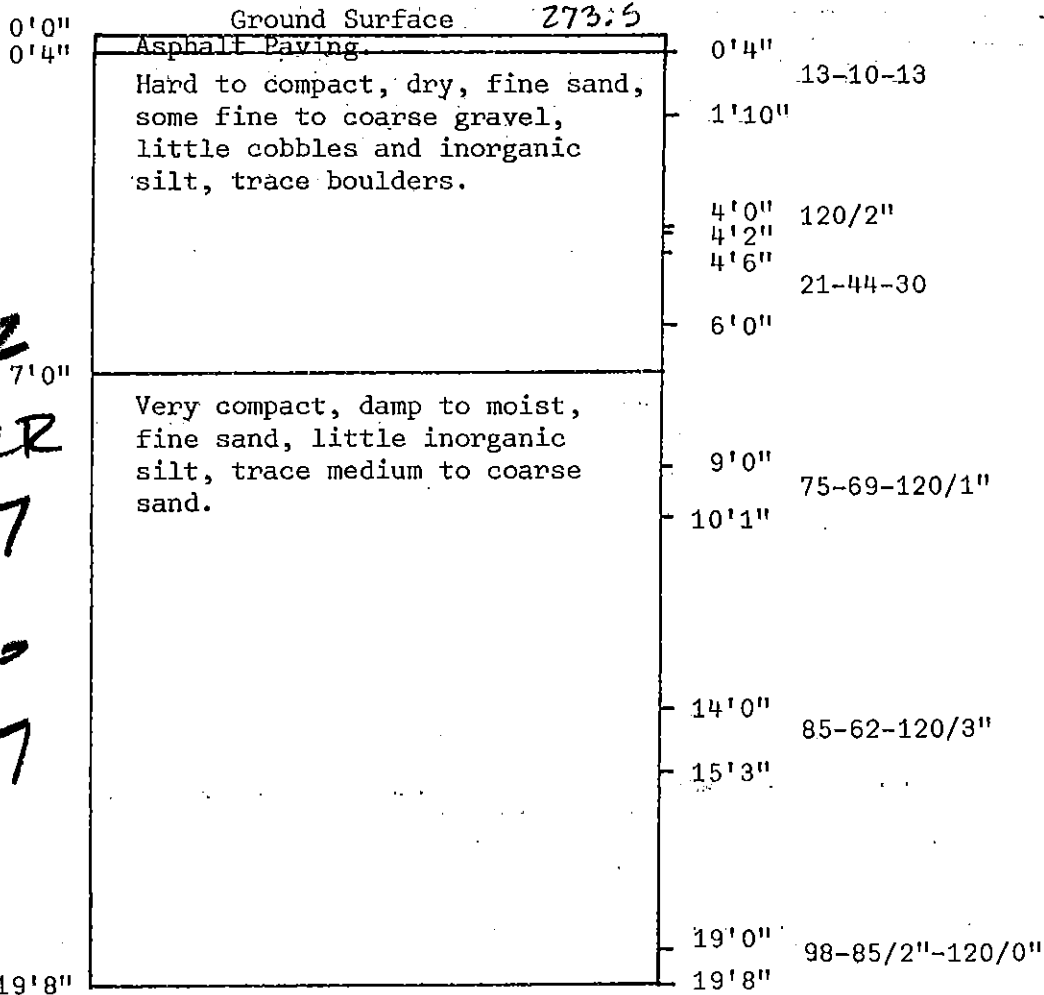 0'0" Ground Surface 273.5
0'4" Asphalt Paving. 0'4"
13-10-13
Hard to compact, dry, fine sand,
some fine to coarse gravel, 1'10"
little cobbles and inorganic
silt, trace boulders.
4'0" 120/2"
4'2"
4'6"
21-44-30
6'0"
7'0"
Very compact, damp to moist,
fine sand, little inorganic
silt, trace medium to coarse
sand.
9'0"
75-69-120/1"
10'1"
ER
7
14'0"
85-62-120/3"
7
15'3"
19'0"
98-85/2"-120/0"
19'8" 19'8"